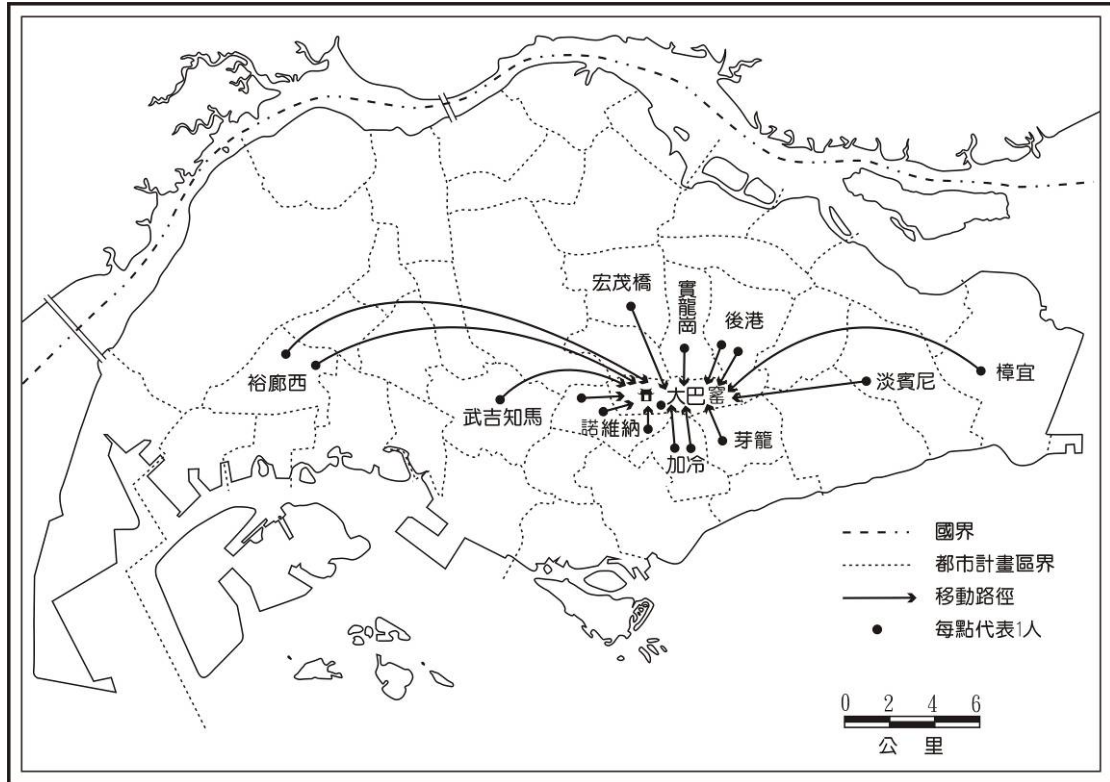 宏茂橋
實龍崗
後港
裕廊西
武吉知馬
大巴窰
淡賓尼
樟宜
諾維納
加冷
芽籠
國界
都市計畫區界
移動路徑
每點代表1人
0 2 4 6
公 里